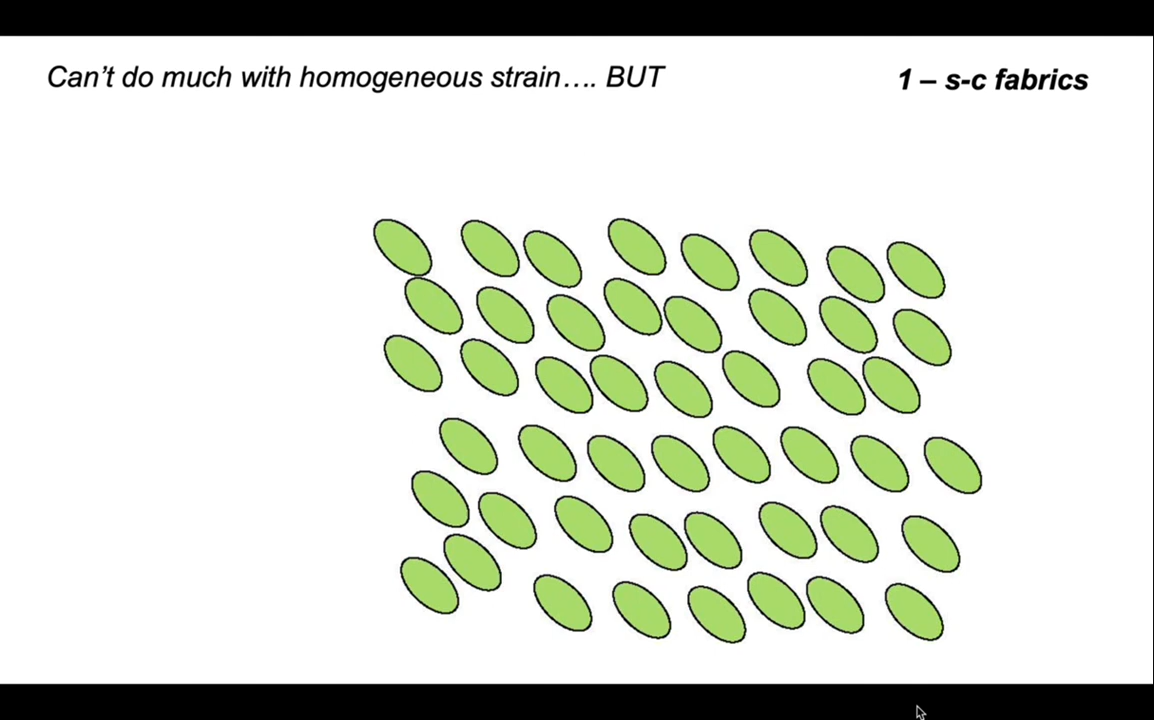 Can’t do much with homogeneous strain…. BUT
1 – s-c fabrics